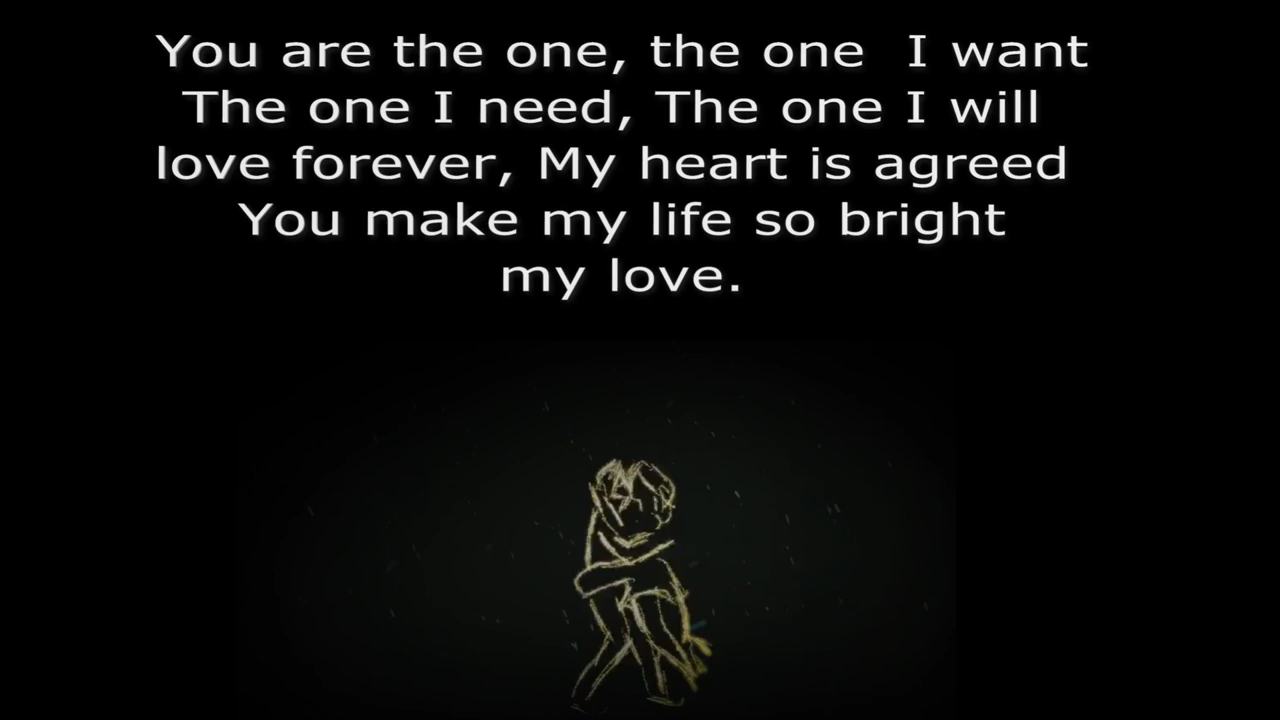 You are the one, the one  I want
The one I need, The one I will
love forever, My heart is agreed
You make my life so bright
my love.